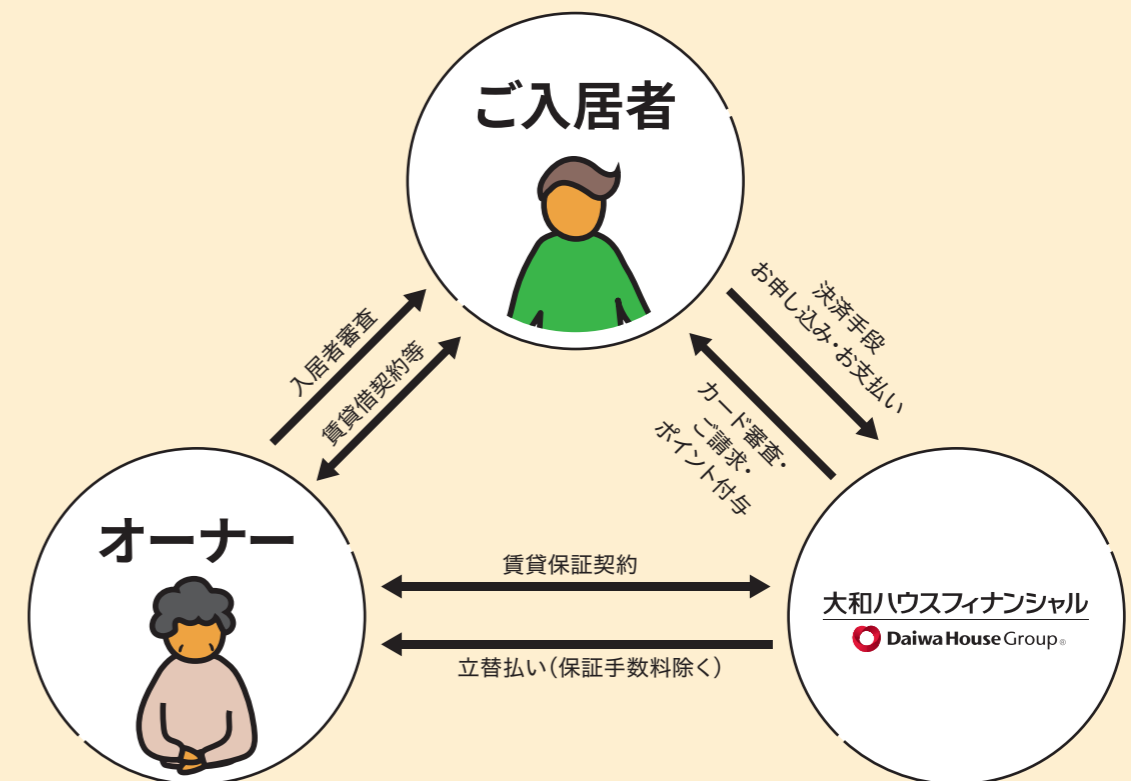 ご入居者
入居者審査
賃貸借契約等
決済手段
お申し込み・お支払い
カード審査・
ご請求・
ポイント付与
オーナー
賃貸保証契約
立替払い（保証手数料除く）
大和ハウスフィナンシャル
Daiwa House Group®